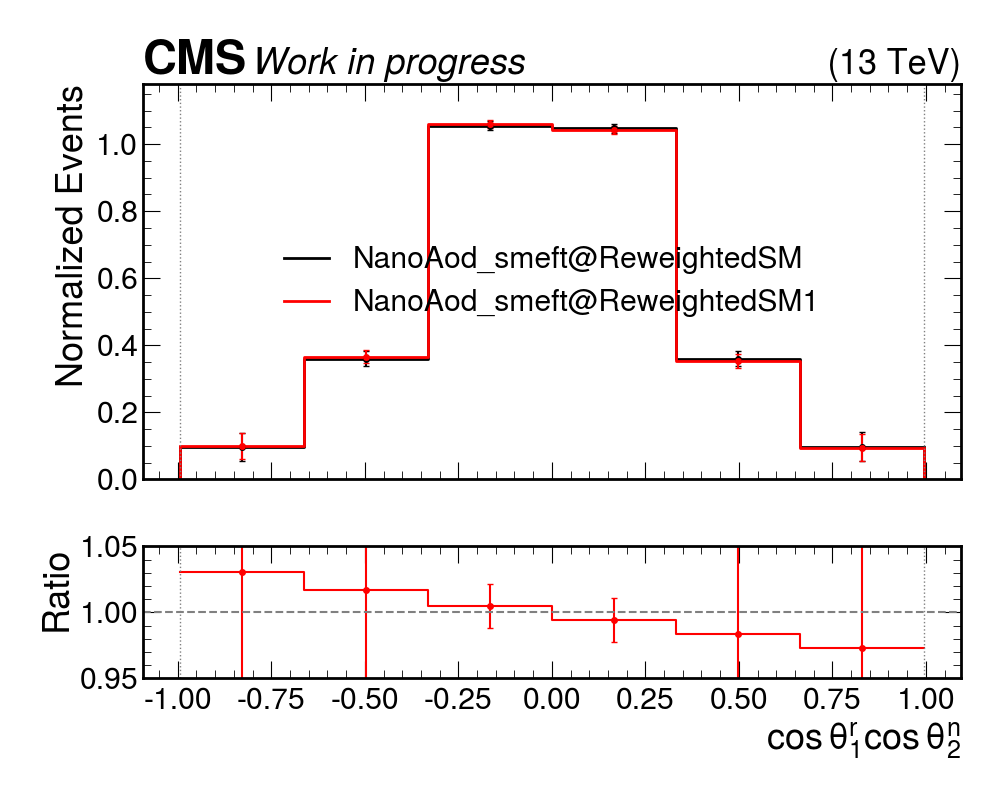 CMS Work in progress (13 TeV)
Normalized Events
1.0
0.8
0.6
0.4
0.2
0.0
NanoAod_smeft@ReweightedSM
NanoAod_smeft@ReweightedSM1
Ratio
1.05
1.00
0.95
-1.00 -0.75 -0.50 -0.25 0.00 0.25 0.50 0.75 1.00
cos θ₁ʳ cos θ₂ⁿ